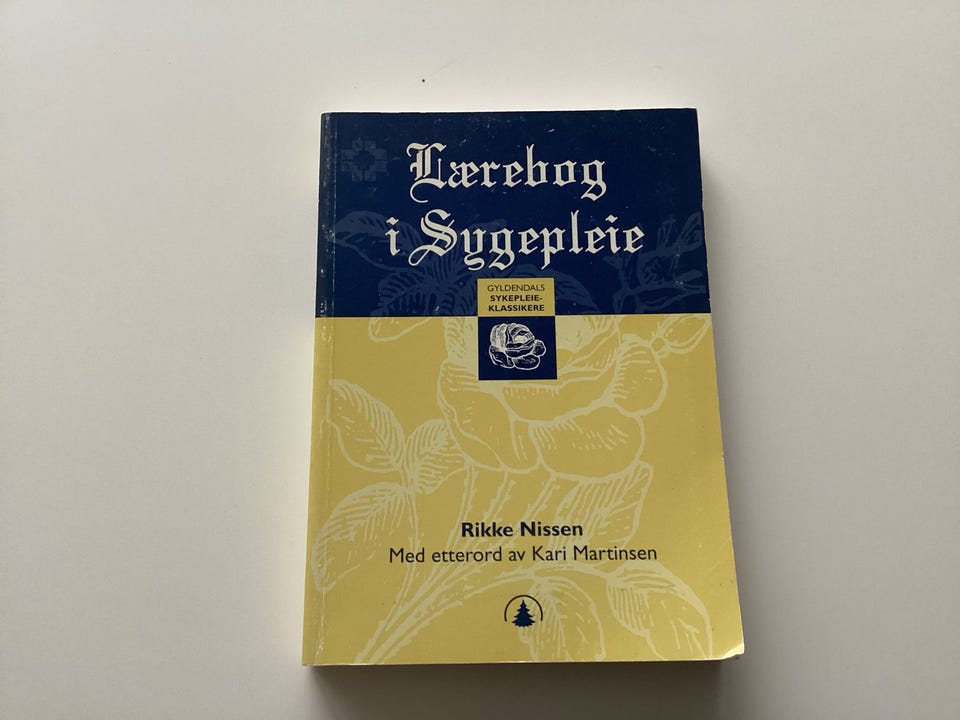 Lærebog
i Sygepleie
GYLDENDALS
SYKEPLEIE-
KLASSIKERE
Rikke Nissen
Med etterord av Kari Martinsen